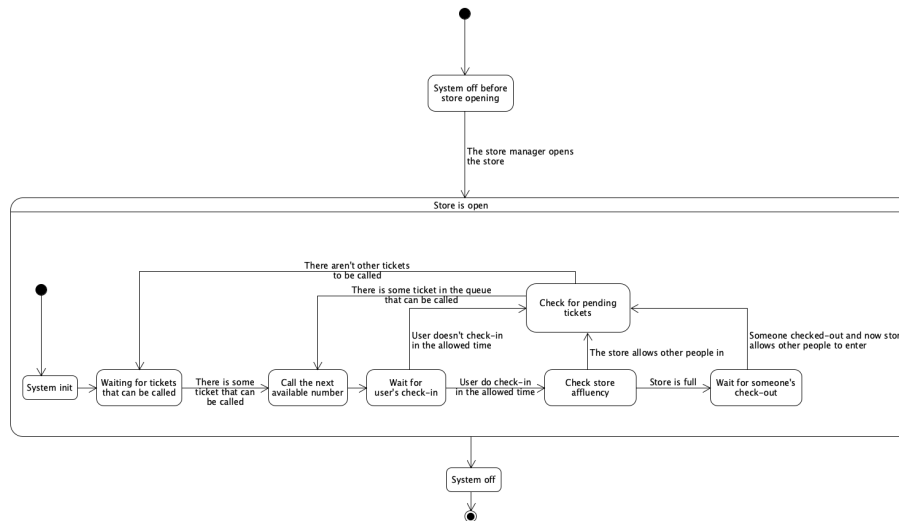 System off before
store opening
The store manager opens
the store
Store is open
There aren't other tickets
to be called
There is some ticket in the queue
that can be called
Check for pending
tickets
User doesn't check-in
in the allowed time
Someone checked-out and now stor
allows other people to enter
The store allows other people in
System init
Waiting for tickets
that can be called
There is some
ticket that can
be called
Call the next
available number
Wait for
user's check-in
User do check-in
in the allowed time
Check store
affluency
Store is full
Wait for someone's
check-out
System off